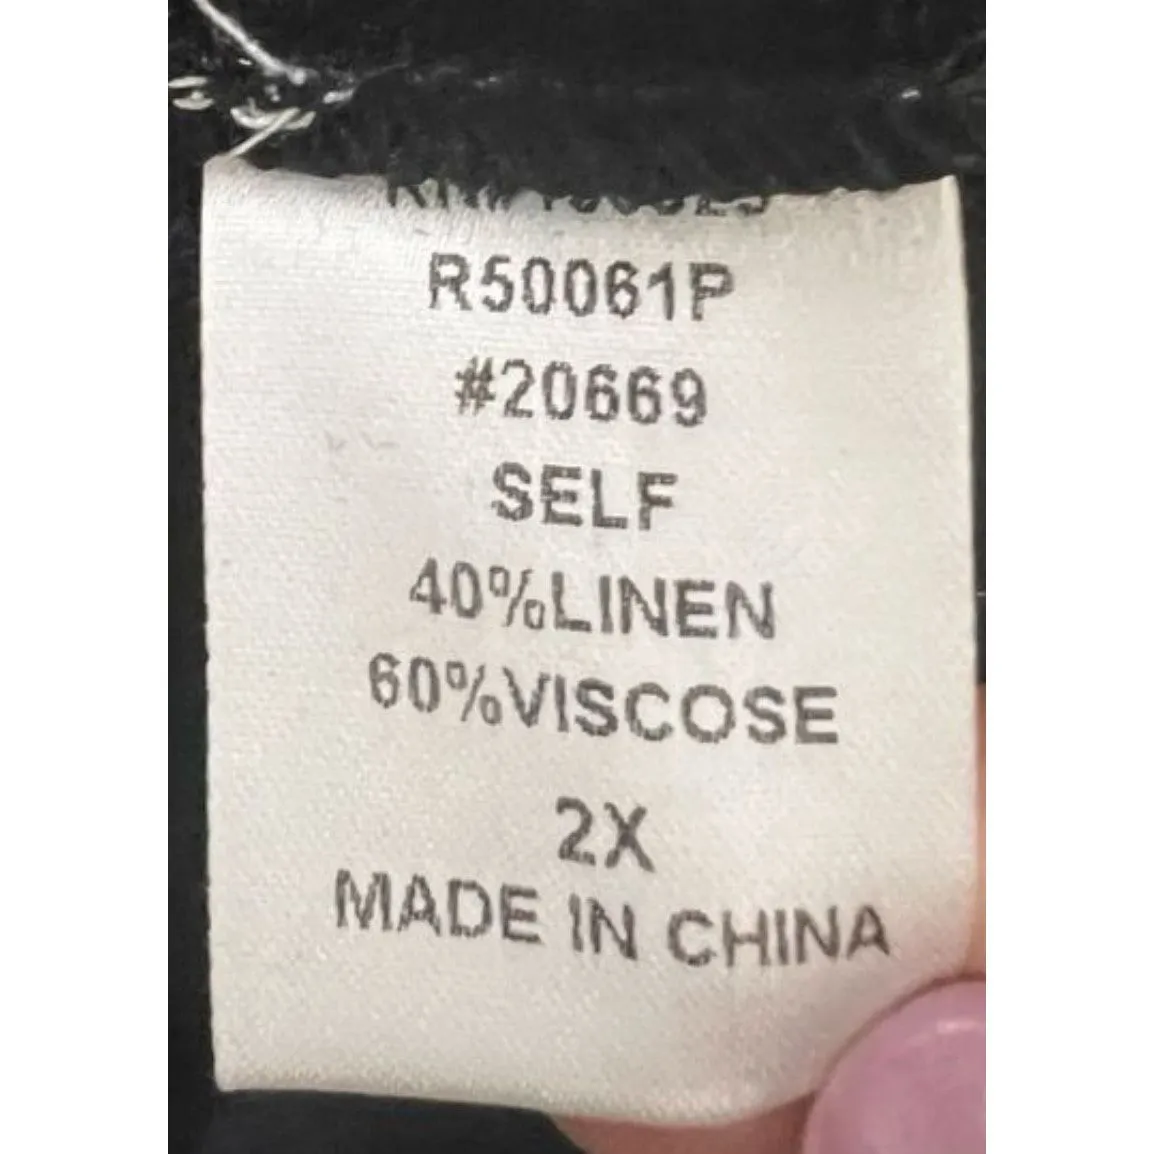 R50061P
#20669
SELF
40%LINEN
60%VISCOSE
2X
MADE IN CHINA